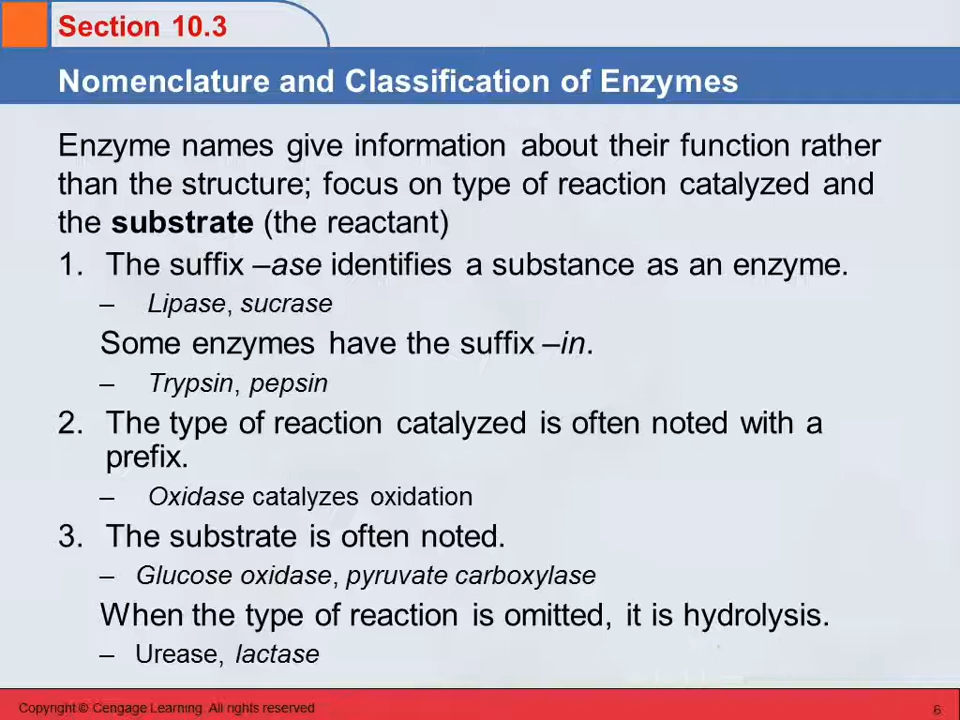 Section 10.3
Nomenclature and Classification of Enzymes
Enzyme names give information about their function rather
than the structure; focus on type of reaction catalyzed and
the substrate (the reactant)
1. The suffix –ase identifies a substance as an enzyme.
– Lipase, sucrase
Some enzymes have the suffix –in.
– Trypsin, pepsin
2. The type of reaction catalyzed is often noted with a
prefix.
– Oxidase catalyzes oxidation
3. The substrate is often noted.
– Glucose oxidase, pyruvate carboxylase
When the type of reaction is omitted, it is hydrolysis.
– Urease, lactase
Copyright © Cengage Learning. All rights reserved
6